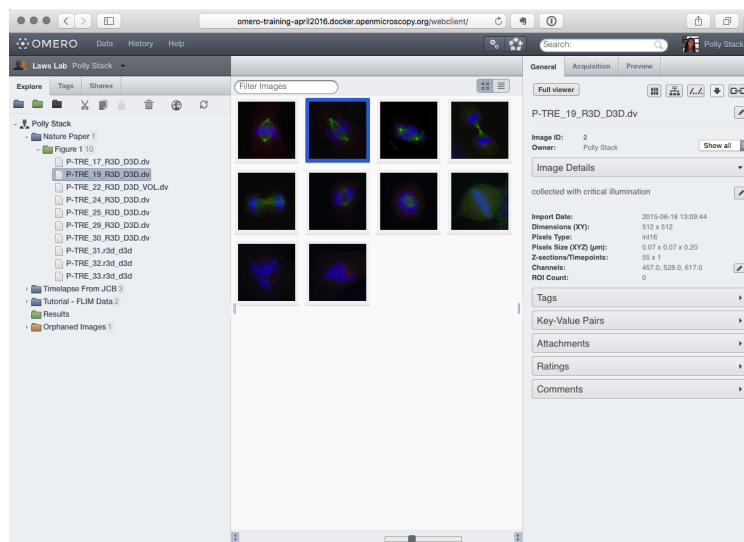 omero-training-april2016.docker.openmicroscopy.org/webclient/
OMERO Data History Help Search: Polly Stack
Laws Lab Polly Stack
Explore Tags Shares
Polly Stack
Nature Paper 1
Figure 1 10
P-TRE_17_R3D_D3D.dv
P-TRE_19_R3D_D3D.dv
P-TRE_22_R3D_D3D_VOL.dv
P-TRE_24_R3D_D3D.dv
P-TRE_25_R3D_D3D.dv
P-TRE_29_R3D_D3D.dv
P-TRE_30_R3D_D3D.dv
P-TRE_31.r3d_d3d
P-TRE_32.r3d_d3d
P-TRE_33.r3d_d3d
Timelapse From JCB 3
Tutorial - FLIM Data 2
Results
Orphaned Images 1
Filter Images
General Acquisition Preview
Full viewer
P-TRE_19_R3D_D3D.dv
Image ID: 2
Owner: Polly Stack
Show all
Image Details
collected with critical illumination
Import Date: 2015-06-18 13:09:44
Dimensions (XY): 512 x 512
Pixels Type: int16
Pixels Size (XYZ) (µm): 0.07 x 0.07 x 0.20
Z-sections/Timepoints: 55 x 1
Channels: 457.0, 528.0, 617.0
ROI Count: 0
Tags
Key-Value Pairs
Attachments
Ratings
Comments